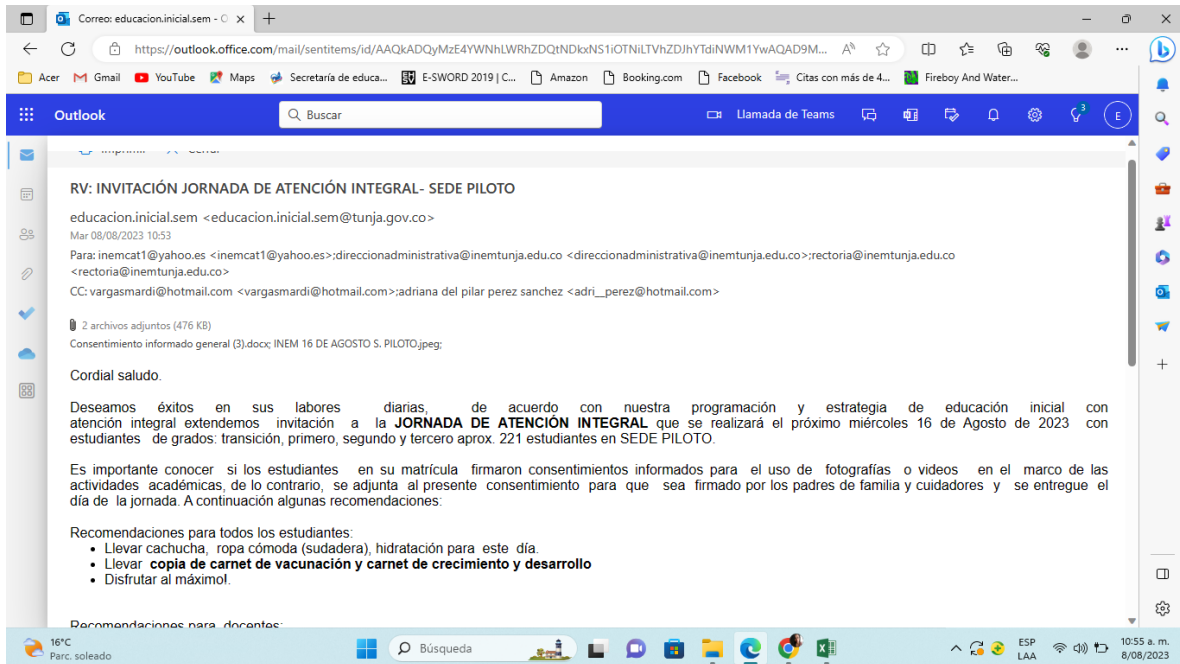 Correo: educacion.inicial.sem - O
https://outlook.office.com/mail/sentitems/id/AAQkADQyMzE4YWNhLWRhZDQtNDkxNS1iOTNiLTVhZDJhYTdiNWM1YwAQAD9M...
Acer Gmail YouTube Maps Secretaría de educa... E-SWORD 2019 | C... Amazon Booking.com Facebook Citas con más de 4... Fireboy And Water...
Outlook Buscar Llamada de Teams 3 E
Imprimir Cerrar
RV: INVITACIÓN JORNADA DE ATENCIÓN INTEGRAL- SEDE PILOTO
educacion.inicial.sem <educacion.inicial.sem@tunja.gov.co>
Mar 08/08/2023 10:53
Para: inemcat1@yahoo.es <inemcat1@yahoo.es>;direccionadministrativa@inemtunja.edu.co <direccionadministrativa@inemtunja.edu.co>;rectoria@inemtunja.edu.co
<rectoria@inemtunja.edu.co>
CC: vargasmardi@hotmail.com <vargasmardi@hotmail.com>;adriana del pilar perez sanchez <adri__perez@hotmail.com>
2 archivos adjuntos (476 KB)
Consentimiento informado general (3).docx; INEM 16 DE AGOSTO S. PILOTO.jpeg;
Cordial saludo.
Deseamos éxitos en sus labores diarias, de acuerdo con nuestra programación y estrategia de educación inicial con
atención integral extendemos invitación a la JORNADA DE ATENCIÓN INTEGRAL que se realizará el próximo miércoles 16 de Agosto de 2023 con
estudiantes de grados: transición, primero, segundo y tercero aprox. 221 estudiantes en SEDE PILOTO.
Es importante conocer si los estudiantes en su matrícula firmaron consentimientos informados para el uso de fotografías o videos en el marco de las
actividades académicas, de lo contrario, se adjunta al presente consentimiento para que sea firmado por los padres de familia y cuidadores y se entregue el
día de la jornada. A continuación algunas recomendaciones:
Recomendaciones para todos los estudiantes:
• Llevar cachucha, ropa cómoda (sudadera), hidratación para este día.
• Llevar copia de carnet de vacunación y carnet de crecimiento y desarrollo
• Disfrutar al máximo!.
Recomendaciones para docentes:
16°C
Parc. soleado
Búsqueda
ESP
LAA
10:55 a. m.
8/08/2023